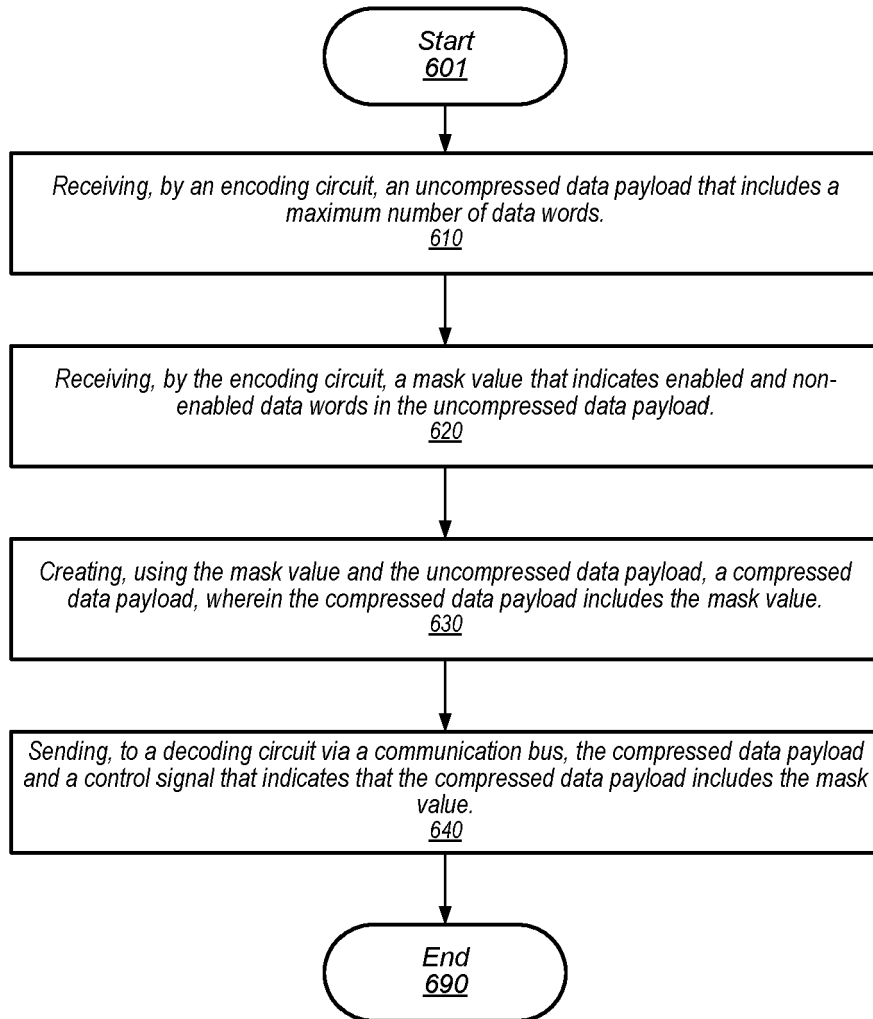 Start
601
Receiving, by an encoding circuit, an uncompressed data payload that includes a
maximum number of data words.
610
Receiving, by the encoding circuit, a mask value that indicates enabled and non-
enabled data words in the uncompressed data payload.
620
Creating, using the mask value and the uncompressed data payload, a compressed
data payload, wherein the compressed data payload includes the mask value.
630
Sending, to a decoding circuit via a communication bus, the compressed data payload
and a control signal that indicates that the compressed data payload includes the mask
value.
640
End
690